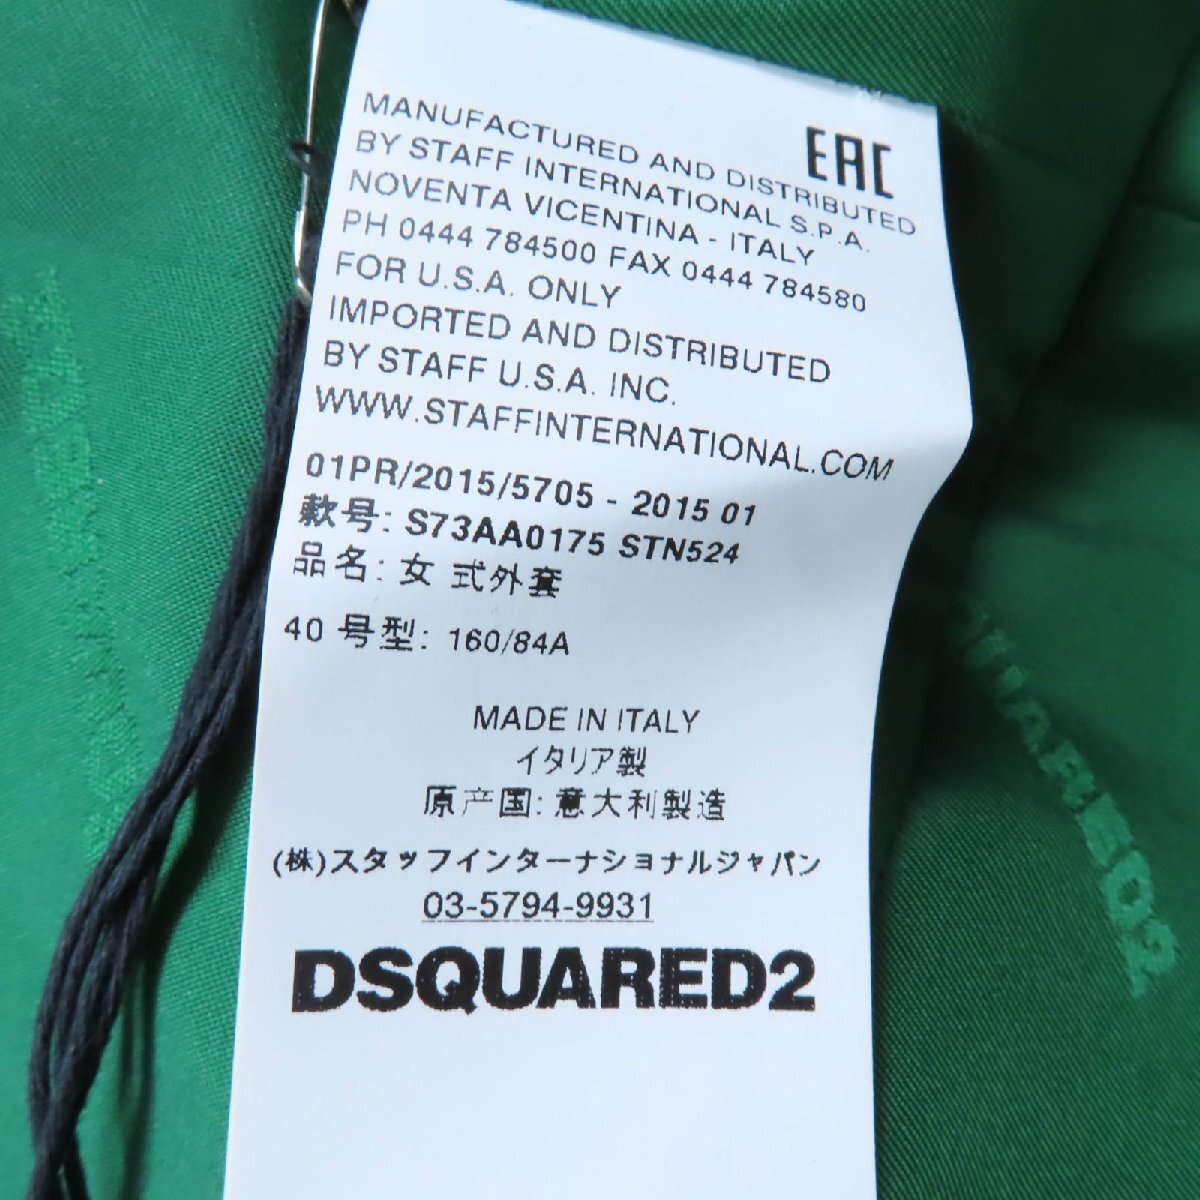 EAC
MANUFACTURED AND DISTRIBUTED
BY STAFF INTERNATIONAL S.P.A.
NOVENTA VICENTINA - ITALY
PH 0444 784500 FAX 0444 784580
FOR U.S.A. ONLY
IMPORTED AND DISTRIBUTED
BY STAFF U.S.A. INC.
WWW.STAFFINTERNATIONAL.COM
01PR/2015/5705 - 2015 01
款号: S73AA0175 STN524
品名: 女 式外套
40 号型: 160/84A
MADE IN ITALY
イタリア製
原产国: 意大利製造
(株)スタッフインターナショナルジャパン
03-5794-9931
DSQUARED2